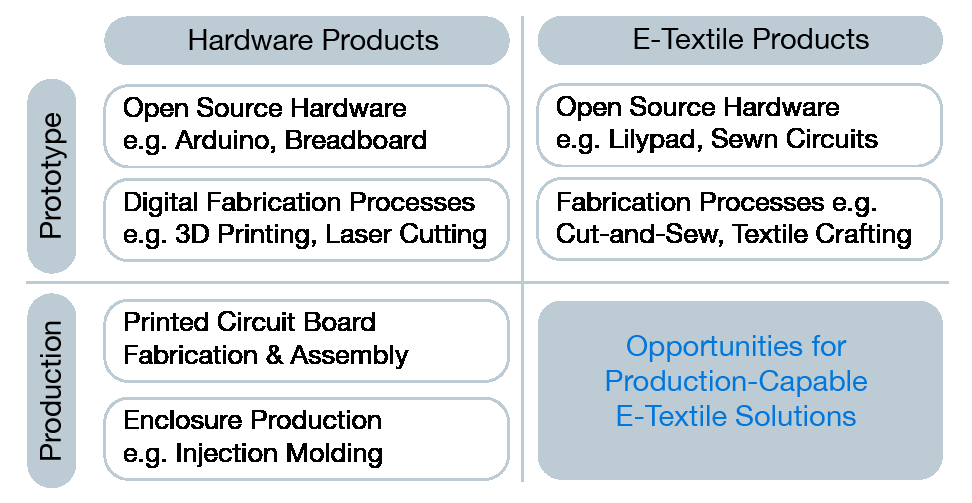 Hardware Products
E-Textile Products
Prototype
Open Source Hardware
e.g. Arduino, Breadboard
Open Source Hardware
e.g. Lilypad, Sewn Circuits
Digital Fabrication Processes
e.g. 3D Printing, Laser Cutting
Fabrication Processes e.g.
Cut-and-Sew, Textile Crafting
Production
Printed Circuit Board
Fabrication & Assembly
Enclosure Production
e.g. Injection Molding
Opportunities for
Production-Capable
E-Textile Solutions